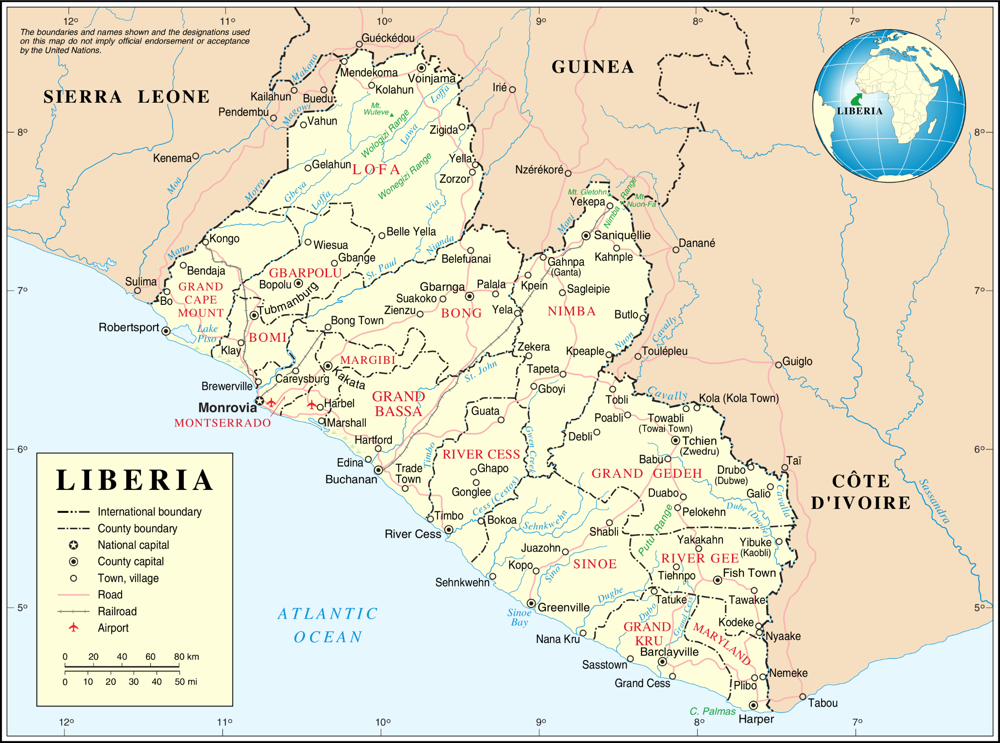 12° 11° 10° 9° 8° 7°
The boundaries and names shown and the designations used
on this map do not imply official endorsement or acceptance
by the United Nations.
Guéckédou
GUINEA
Makona
Mendekoma
Voinjama
SIERRA LEONE
Kailahun
Buedu
Kolahun
Loffa
Irié
LIBERIA
Pendembu
Magowi
Vahun
Mt.
Wuteve
Wologizi Range
Lawa
Zigida
8°
8°
Kenema
Gelahun
LOFA
Yella
Zorzor
Nzérékoré
Moa
Morro
Gbeya
Loffa
Wonegizi Range
Via
Mt. Gletohn
Range
Nimba
Mt.
Nuon-Fa
Yekepa
Mani
Kongo
Belle Yella
Saniquellie
Danané
Mano
Wiesua
Gbange
Nianda
Belefuanai
Kahnple
Gahnpa
(Ganta)
Bendaja
GBARPOLU
St. Paul
Sulima
Bopolu
Gbarnga
Palala
Kpein
Sagleipie
7°
7°
GRAND
CAPE
MOUNT
Bo
Tubmanburg
Suakoko
Zienzu
BONG
Yela
NIMBA
Butlo
Robertsport
Lake
Piso
Bong Town
BOMI
Klay
Nuon
Cavally
Zekera
Kpeaple
Toulépleu
Guiglo
MARGIBI
St. John
Tapeta
Careysburg
Kakata
Brewerville
Gboyi
Tobli
Cavally
Kola (Kola Town)
Monrovia
MONTSERRADO
Harbel
GRAND
BASSA
Guata
Poabli
Towabli
(Towai Town)
Marshall
Debli
Hartford
Gwen Creek
Tchien
(Zwedru)
6°
6°
Timbo
RIVER CESS
Edina
Buchanan
Trade
Town
Ghapo
Gonglee
Babu
Drubo
(Dubwe)
Taï
GRAND GEDEH
Galio
CÔTE
D'IVOIRE
Cavalla
Sassandra
Duabo
Cess (Cestos)
Pelokehn
Dube (Duobe)
Timbo
Bokoa
River Cess
Sehnkwehn
Shabli
Putu Range
Yakakahn
Yibuke
(Kaobli)
Juazohn
SINOE
RIVER GEE
Kopo
Sino
Tiehnpo
Fish Town
Sehnkwehn
Dugbe
Tatuke
Tawake
Greenville
Sinoe
Bay
5°
5°
Dubo
Grand Cess
GRAND
KRU
MARYLAND
Kodeke
Nyaake
Nana Kru
Barclayville
Sasstown
Grand Cess
Nemeke
Plibo
C. Palmas
Harper
Tabou
ATLANTIC
OCEAN
LIBERIA
International boundary
County boundary
National capital
County capital
Town, village
Road
Railroad
Airport
0 20 40 60 80 km
0 10 20 30 40 50 mi
12° 11° 10° 9° 8° 7°